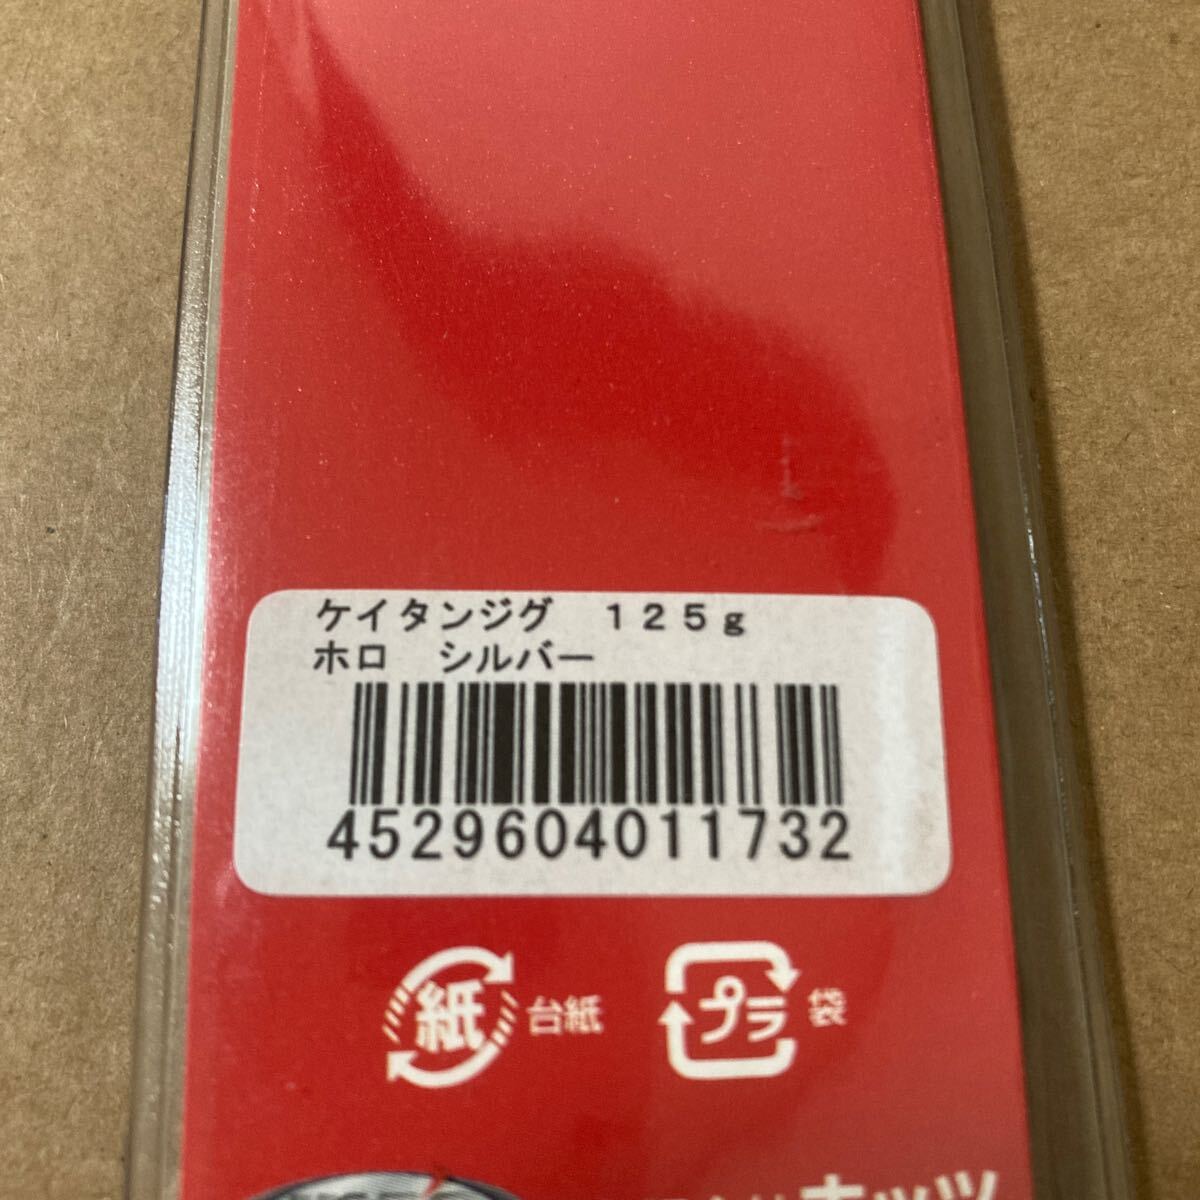 ケイタンジグ　１２５ｇ
ホロ　シルバー
4529604011732
紙 台紙 プラ 袋